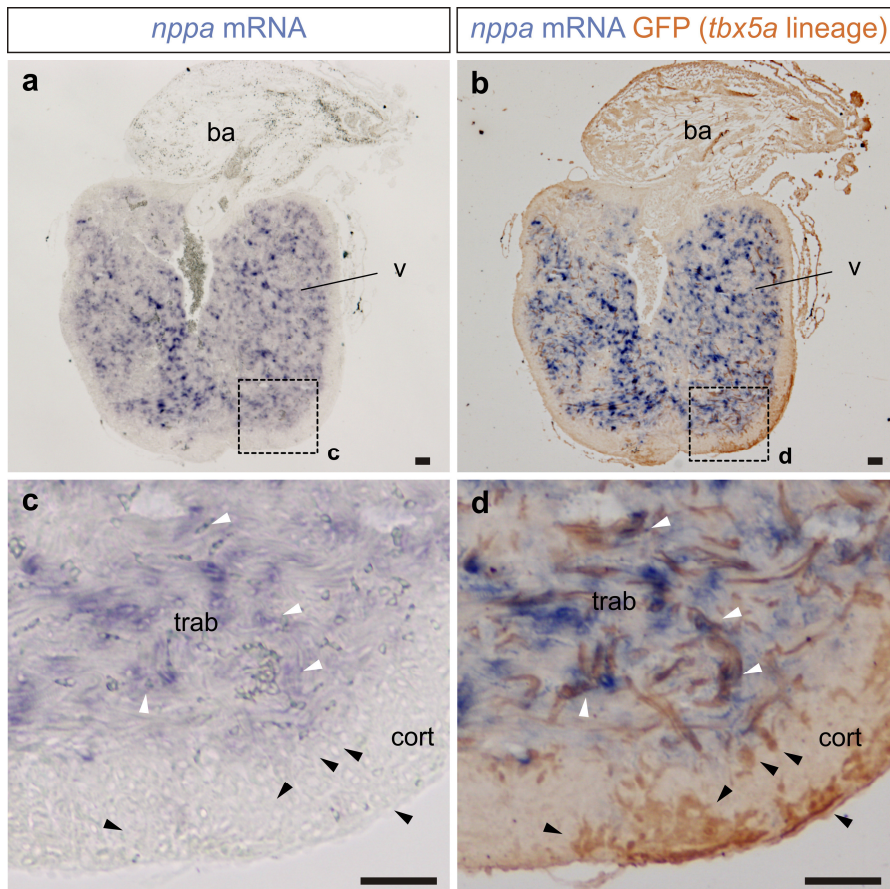 nppa mRNA
nppa mRNA GFP (tbx5a lineage)
a
ba
v
c
b
ba
v
d
c
trab
cort
d
trab
cort